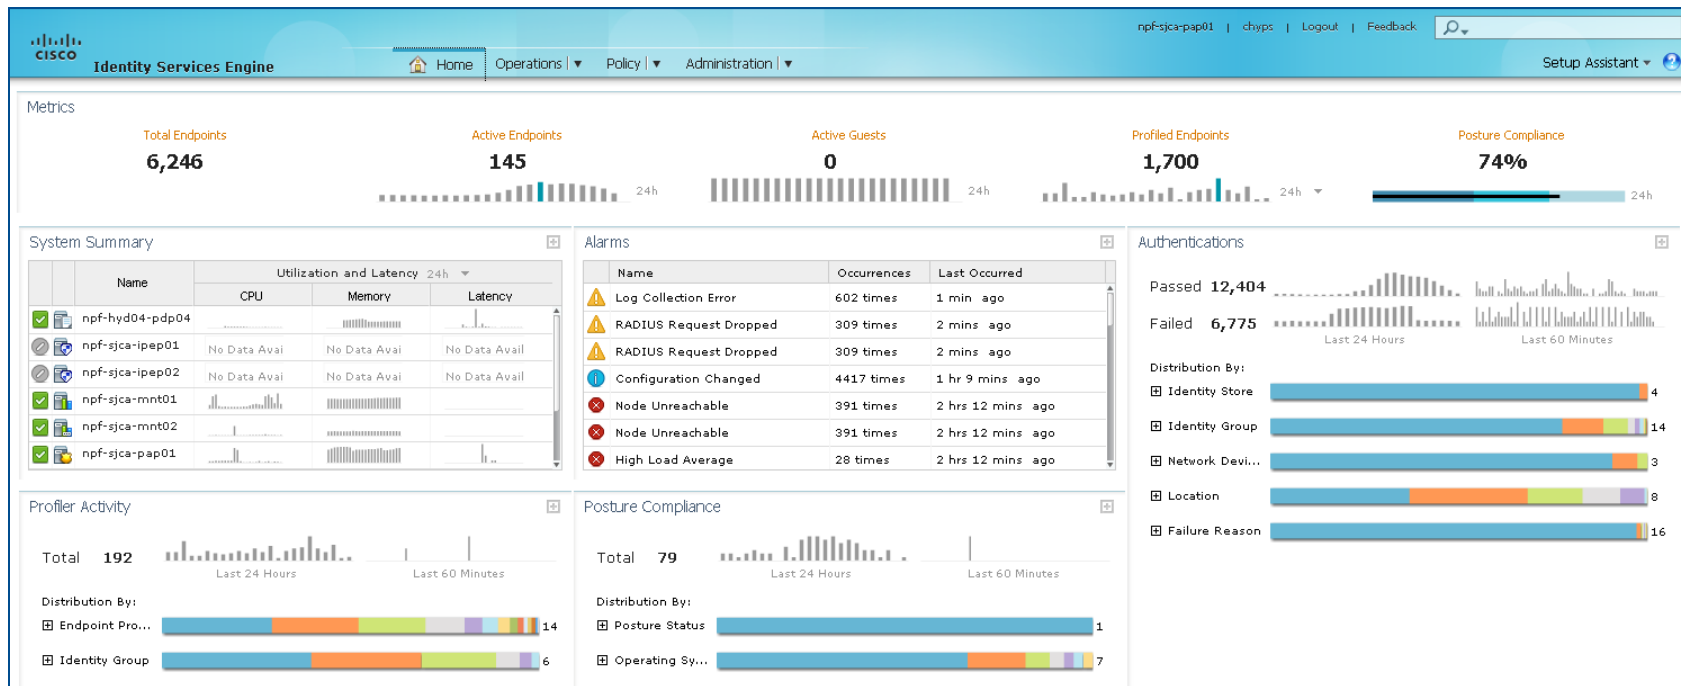 npf-sjca-pap01 | chyps | Logout | Feedback
CISCO
Identity Services Engine
Home
Operations
Policy
Administration
Setup Assistant
Metrics
Total Endpoints
6,246
Active Endpoints
145
24h
Active Guests
0
24h
Profiled Endpoints
1,700
24h
Posture Compliance
74%
24h
System Summary
Name
Utilization and Latency 24h
CPU Memory Latency
npf-hyd04-pdp04
npf-sjca-ipep01 No Data Avai No Data Avai No Data Avail
npf-sjca-ipep02 No Data Avai No Data Avai No Data Avail
npf-sjca-mnt01
npf-sjca-mnt02
npf-sjca-pap01
Alarms
Name Occurrences Last Occurred
Log Collection Error 602 times 1 min ago
RADIUS Request Dropped 309 times 2 mins ago
RADIUS Request Dropped 309 times 2 mins ago
Configuration Changed 4417 times 1 hr 9 mins ago
Node Unreachable 391 times 2 hrs 12 mins ago
Node Unreachable 391 times 2 hrs 12 mins ago
High Load Average 28 times 2 hrs 12 mins ago
Authentications
Passed 12,404
Failed 6,775
Last 24 Hours Last 60 Minutes
Distribution By:
Identity Store 4
Identity Group 14
Network Devi... 3
Location 8
Failure Reason 16
Profiler Activity
Total 192
Last 24 Hours Last 60 Minutes
Distribution By:
Endpoint Pro... 14
Identity Group 6
Posture Compliance
Total 79
Last 24 Hours Last 60 Minutes
Distribution By:
Posture Status 1
Operating Sy... 7